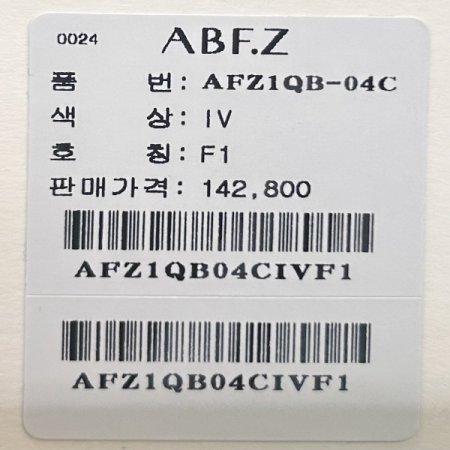 0024 ABF.Z
품 번: AFZ1QB-04C
색 상: IV
호 칭: F1
판매가격: 142,800
AFZ1QB04CIVF1
AFZ1QB04CIVF1